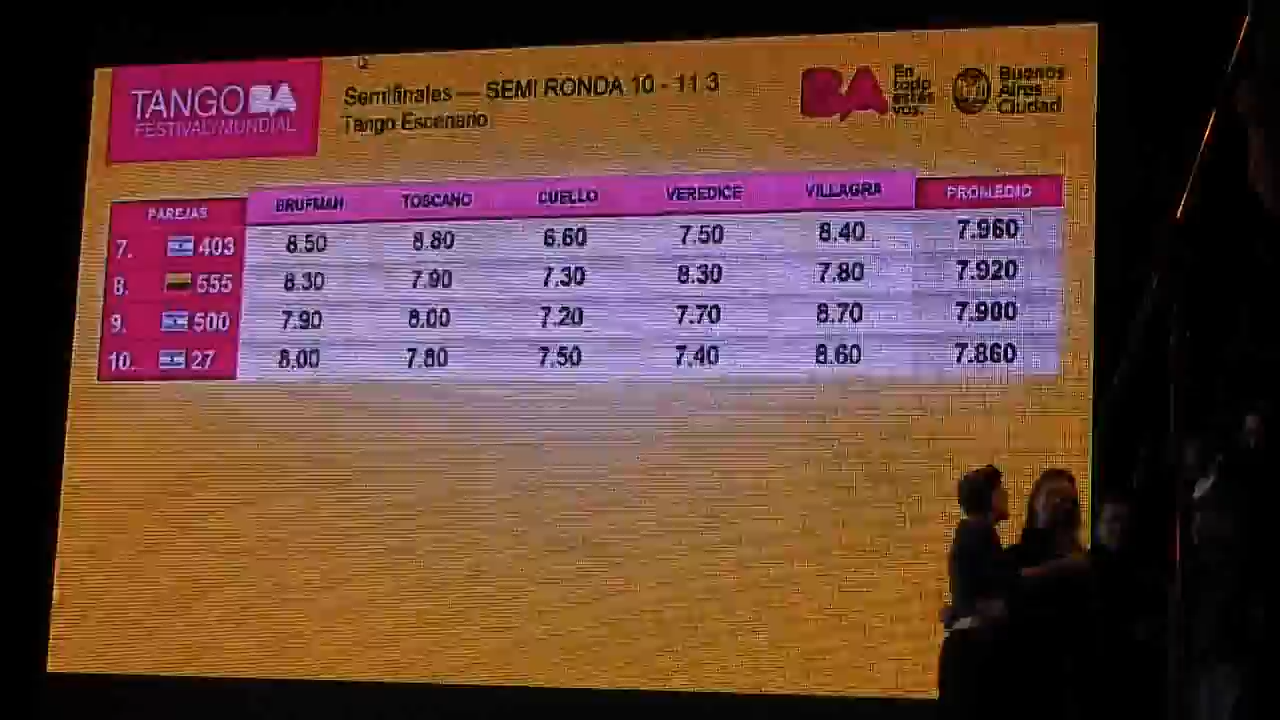 TANGO BA
FESTIVAL Y MUNDIAL
Semifinales — SEMI RONDA 10 - 11 3
Tango Escenario
BA
En
todo
estás
vos.
Buenos
Aires
Ciudad
PAREJAS BRUFMAN TOSCANO CUELLO VEREDICE VILLAGRA PROMEDIO
7. 403 8.50 8.80 6.60 7.50 8.40 7.960
8. 555 8.30 7.90 7.30 8.30 7.80 7.920
9. 500 7.90 8.00 7.20 7.70 8.70 7.900
10. 27 8.00 7.80 7.50 7.40 8.60 7.860